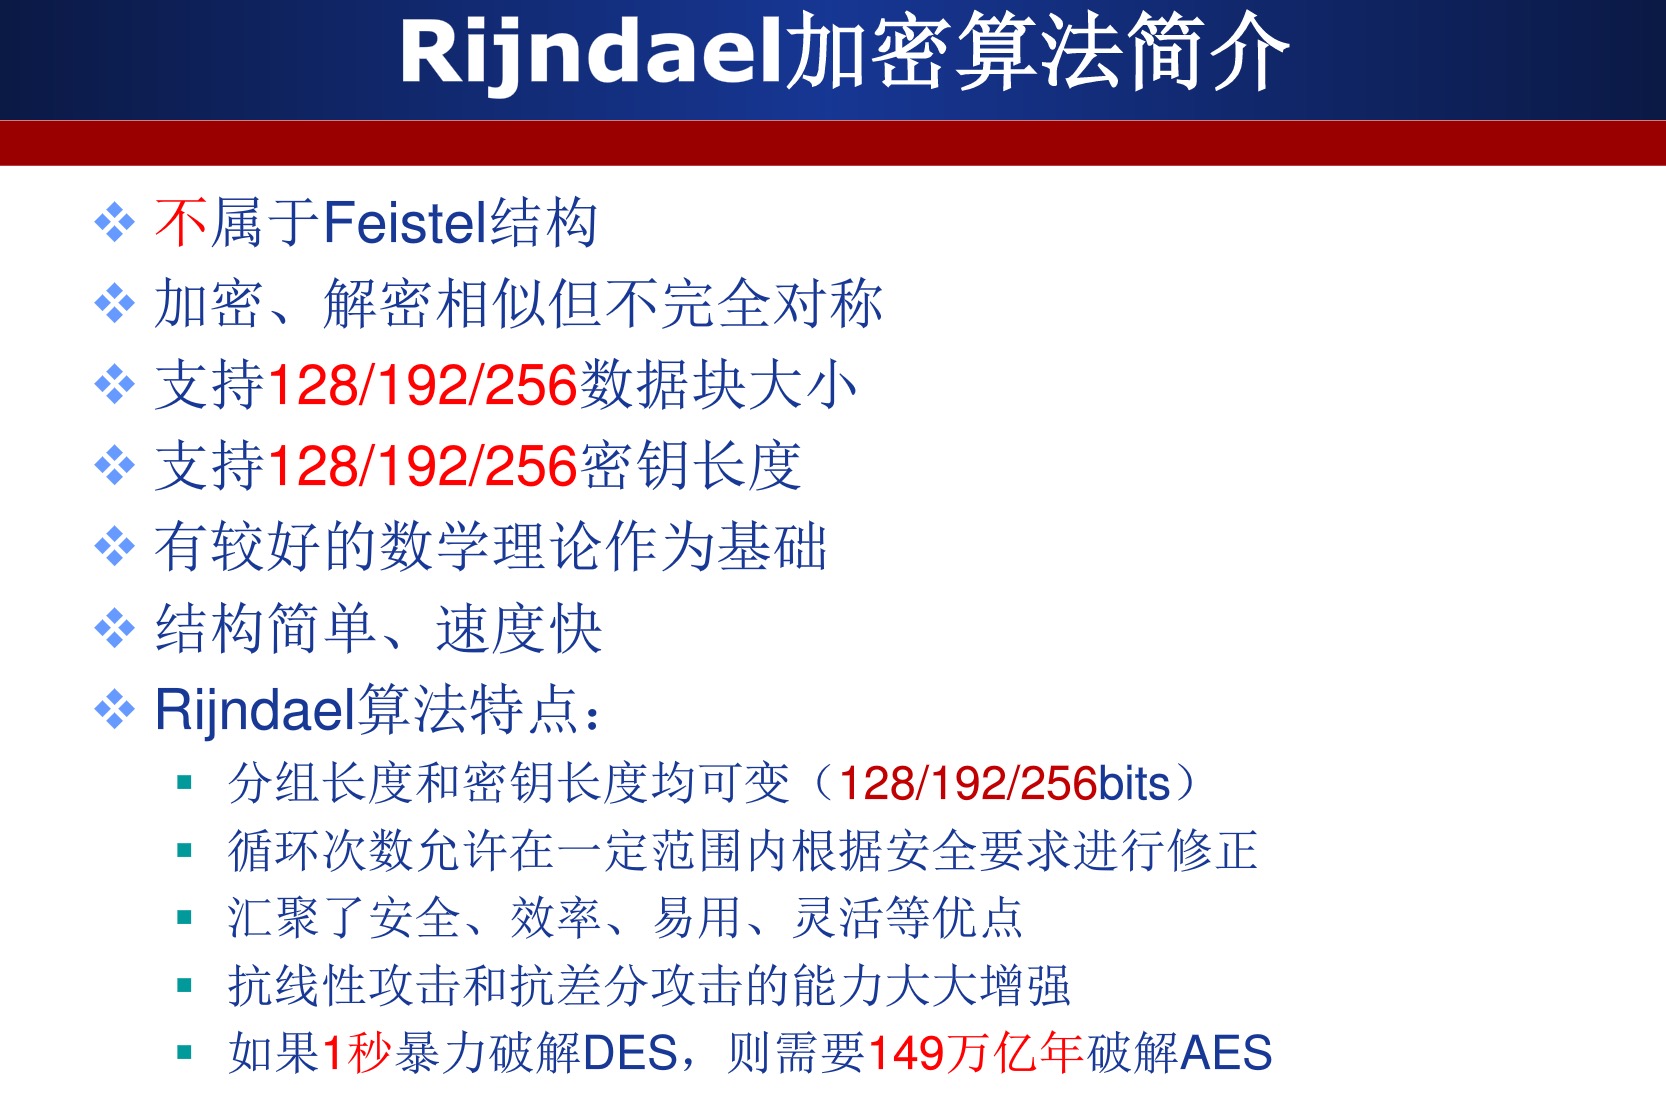 Rijndael加密算法简介
不属于Feistel结构
加密、解密相似但不完全对称
支持128/192/256数据块大小
支持128/192/256密钥长度
有较好的数学理论作为基础
结构简单、速度快
Rijndael算法特点：
分组长度和密钥长度均可变（128/192/256bits）
循环次数允许在一定范围内根据安全要求进行修正
汇聚了安全、效率、易用、灵活等优点
抗线性攻击和抗差分攻击的能力大大增强
如果1秒暴力破解DES，则需要149万亿年破解AES